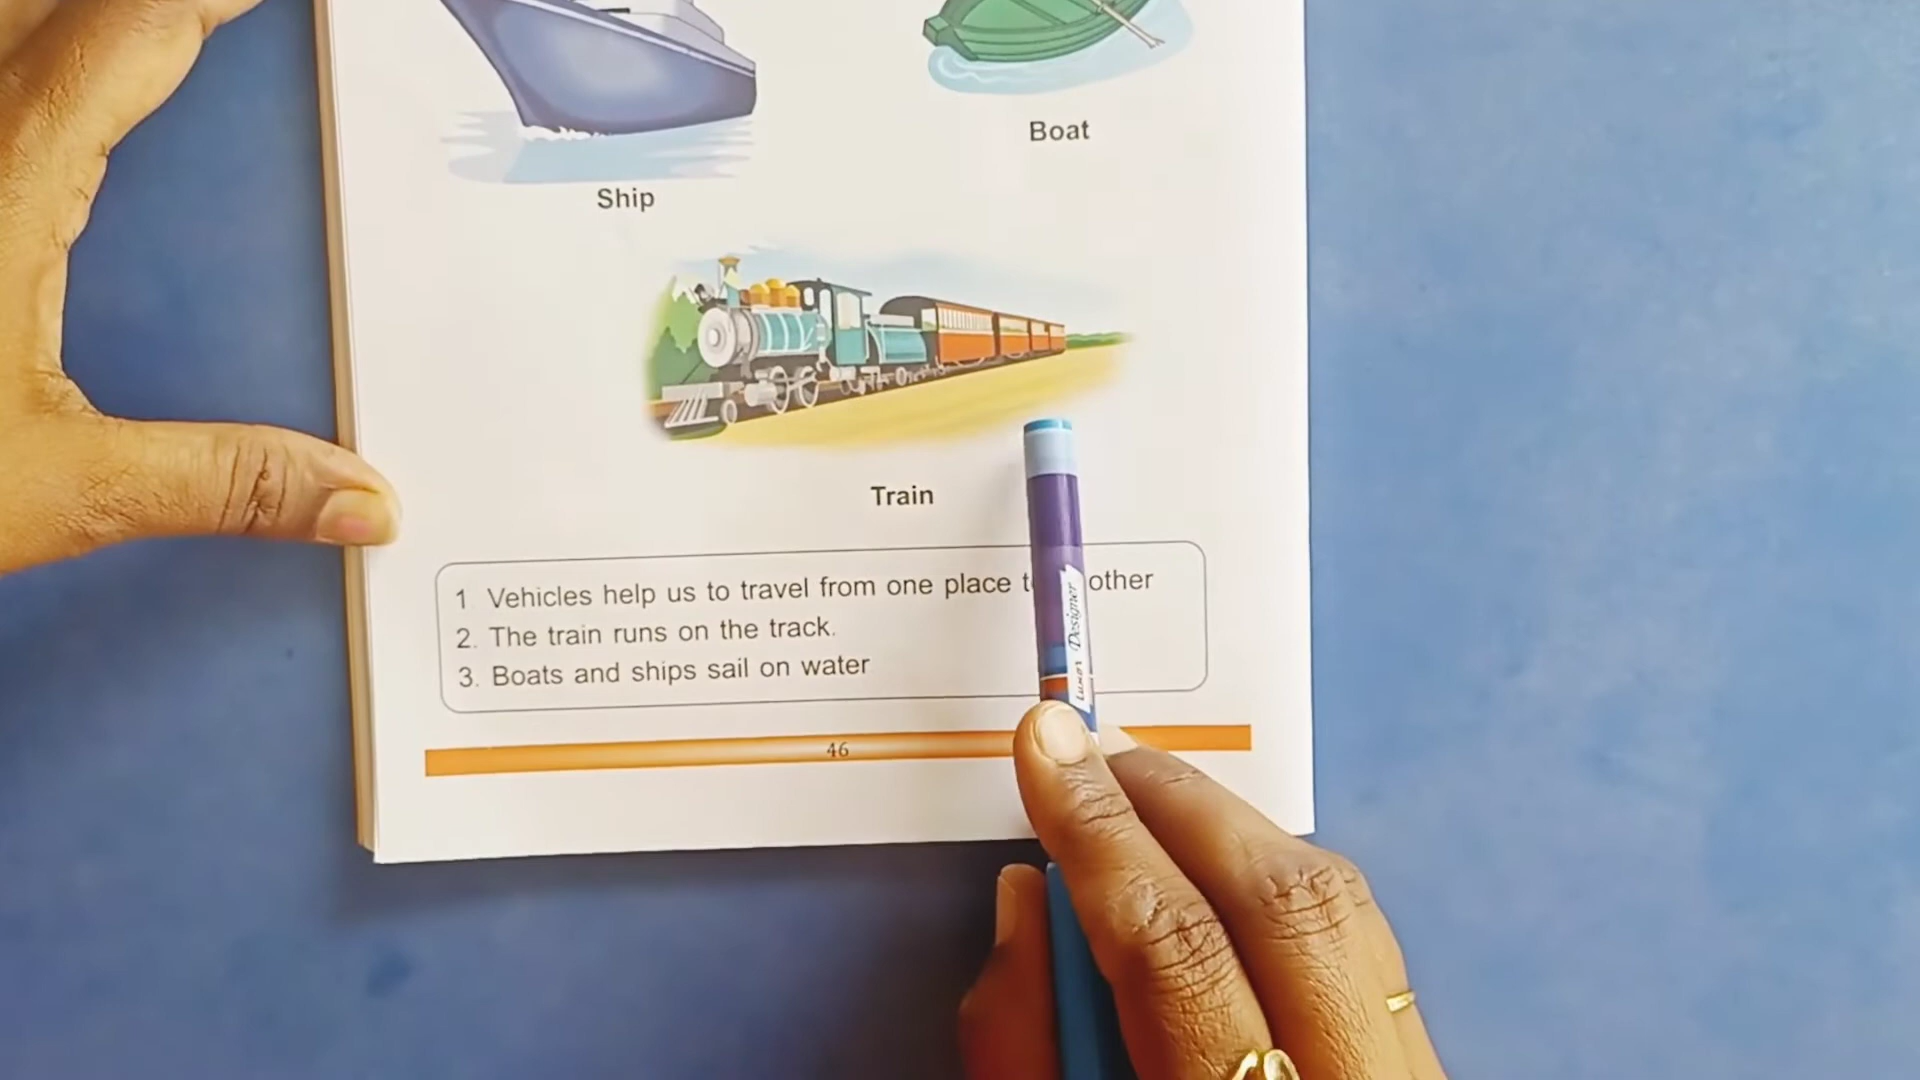 Boat
Ship
Train
1 Vehicles help us to travel from one place other
2. The train runs on the track.
3. Boats and ships sail on water
46
Luxor Designer